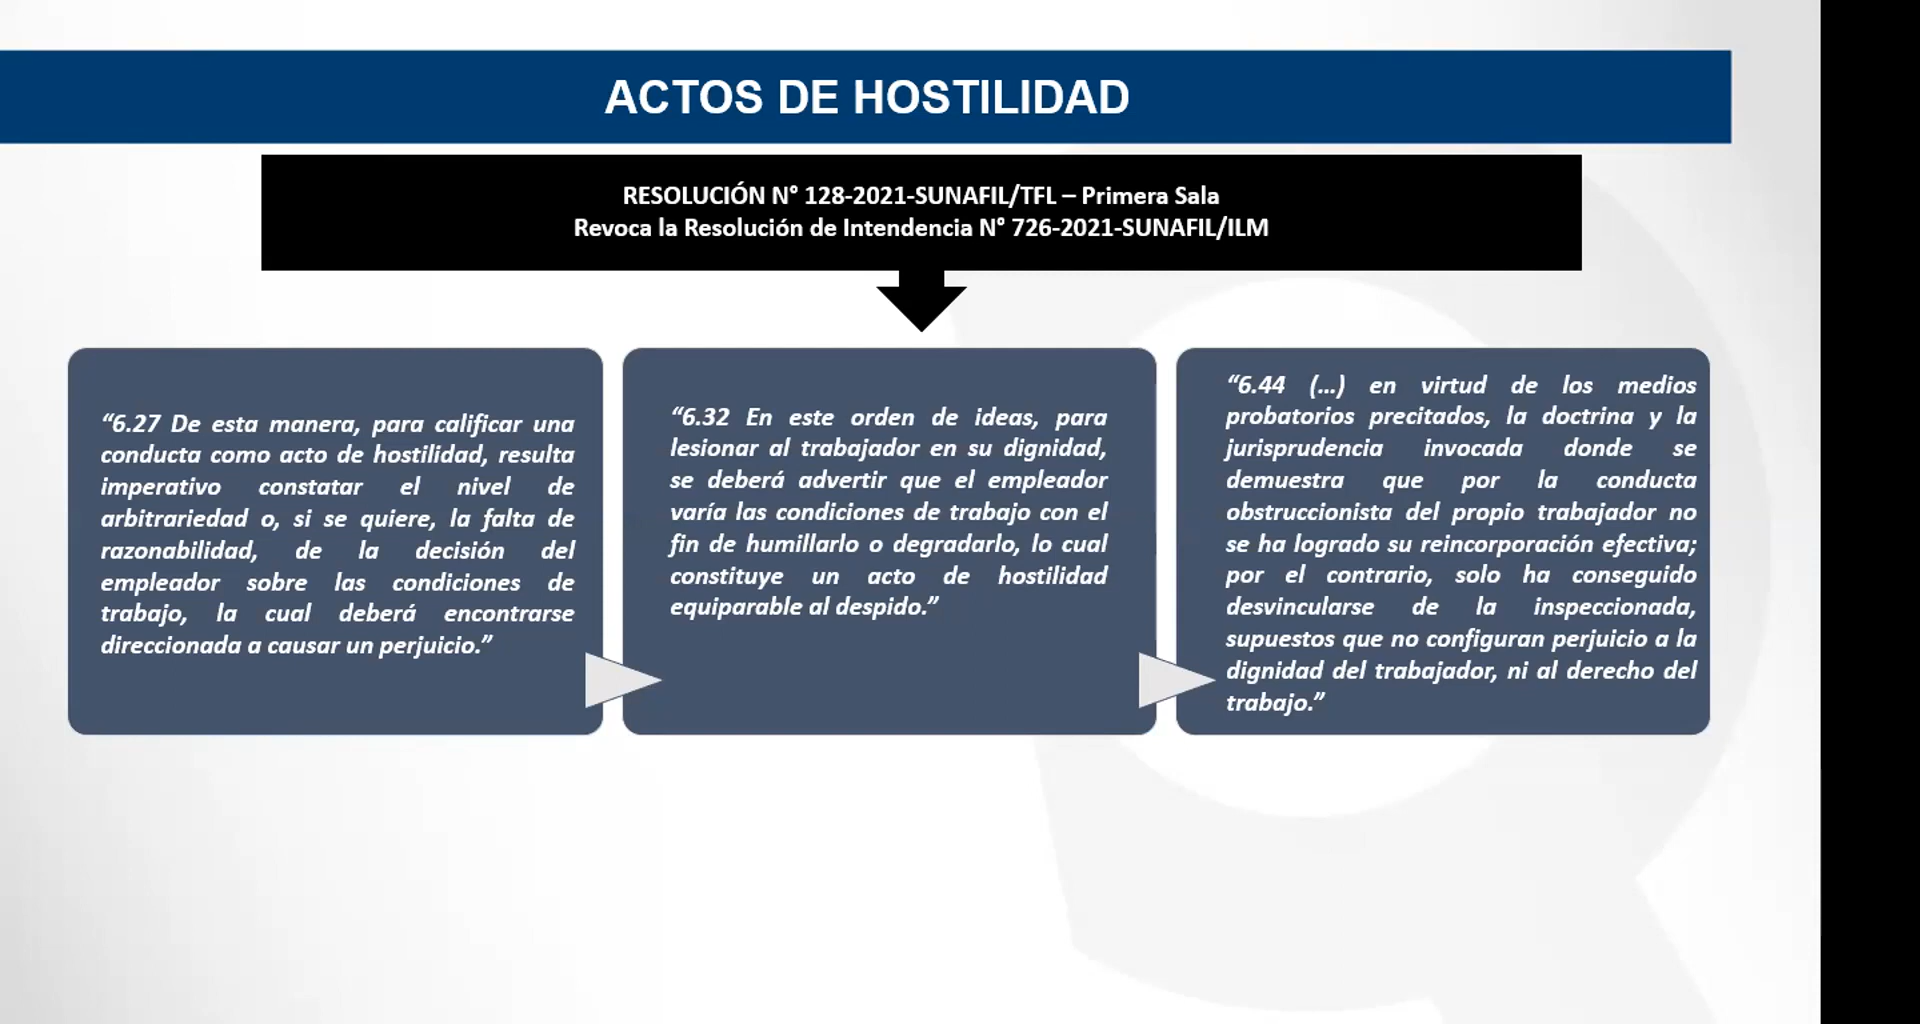 ACTOS DE HOSTILIDAD
RESOLUCIÓN N° 128-2021-SUNAFIL/TFL – Primera Sala
Revoca la Resolución de Intendencia N° 726-2021-SUNAFIL/ILM
“6.27 De esta manera, para calificar una
conducta como acto de hostilidad, resulta
imperativo constatar el nivel de
arbitrariedad o, si se quiere, la falta de
razonabilidad, de la decisión del
empleador sobre las condiciones de
trabajo, la cual deberá encontrarse
direccionada a causar un perjuicio.”
“6.32 En este orden de ideas, para
lesionar al trabajador en su dignidad,
se deberá advertir que el empleador
varía las condiciones de trabajo con el
fin de humillarlo o degradarlo, lo cual
constituye un acto de hostilidad
equiparable al despido.”
“6.44 (…) en virtud de los medios
probatorios precitados, la doctrina y la
jurisprudencia invocada donde se
demuestra que por la conducta
obstruccionista del propio trabajador no
se ha logrado su reincorporación efectiva;
por el contrario, solo ha conseguido
desvincularse de la inspeccionada,
supuestos que no configuran perjuicio a la
dignidad del trabajador, ni al derecho del
trabajo.”